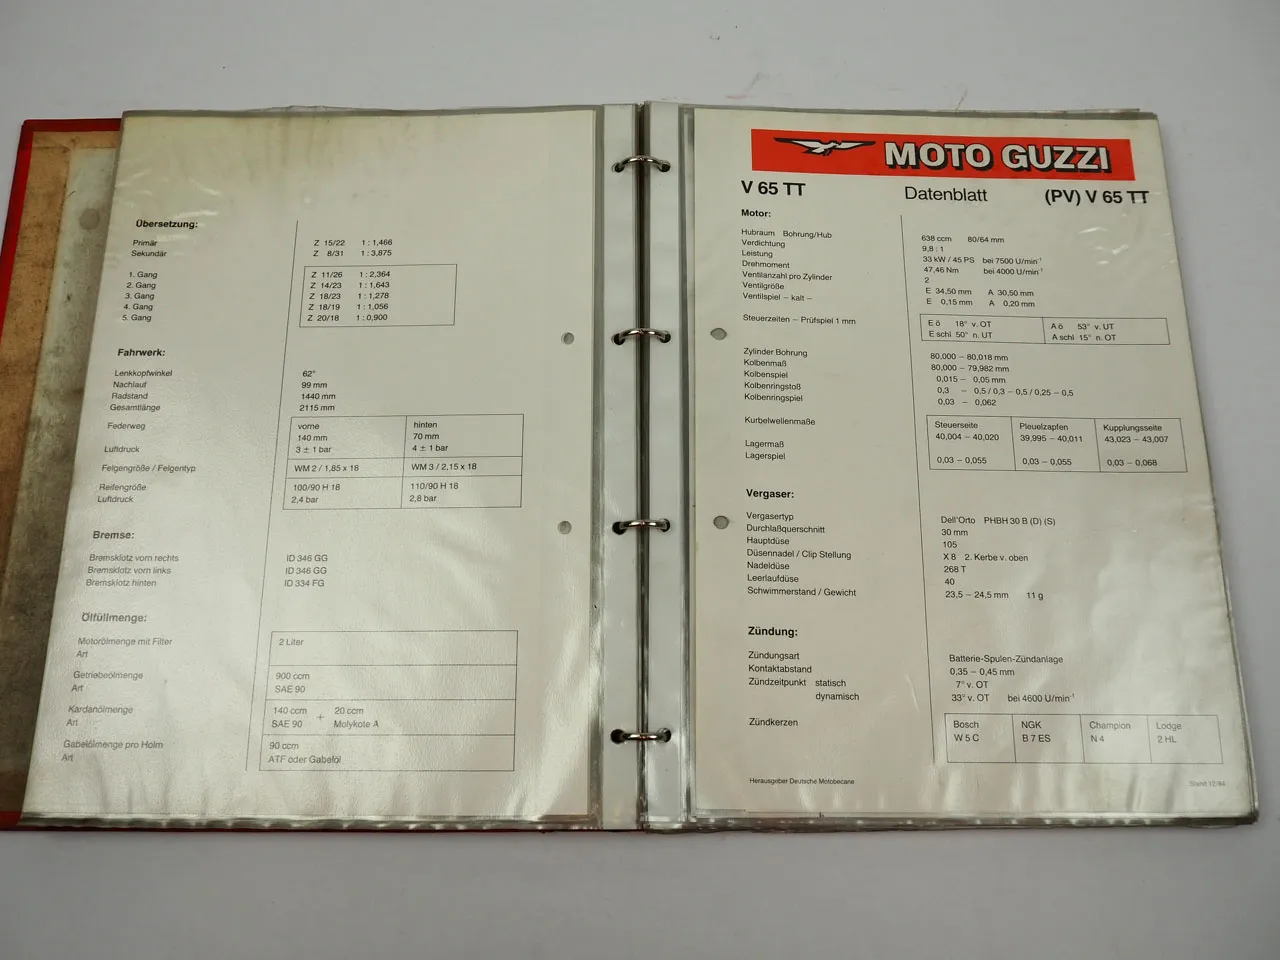 Übersetzung:
Primär Z 15/22 1 : 1,466
Sekundär Z 8/31 1 : 3,875
1. Gang Z 11/26 1 : 2,364
2. Gang Z 14/23 1 : 1,643
3. Gang Z 18/23 1 : 1,278
4. Gang Z 18/19 1 : 1,056
5. Gang Z 20/18 1 : 0,900
Fahrwerk:
Lenkkopfwinkel 62°
Nachlauf 99 mm
Radstand 1440 mm
Gesamtlänge 2115 mm
Federweg vorne hinten
140 mm 70 mm
Luftdruck 3 ± 1 bar 4 ± 1 bar
Felgengröße / Felgentyp WM 2 / 1,85 x 18 WM 3 / 2,15 x 18
Reifengröße 100/90 H 18 110/90 H 18
Luftdruck 2,4 bar 2,8 bar
Bremse:
Bremsklotz vorn rechts ID 346 GG
Bremsklotz vorn links ID 346 GG
Bremsklotz hinten ID 334 FG
Ölfüllmenge:
Motorölmenge mit Filter 2 Liter
Art
Getriebeölmenge 900 ccm
Art SAE 90
Kardanölmenge 140 ccm + 20 ccm
Art SAE 90 Molykote A
Gabelölmenge pro Holm 90 ccm
Art ATF oder Gabelöl
MOTO GUZZI
V 65 TT Datenblatt (PV) V 65 TT
Motor:
Hubraum Bohrung/Hub 638 ccm 80/64 mm
Verdichtung 9,8 : 1
Leistung 33 kW / 45 PS bei 7500 U/min⁻¹
Drehmoment 47,46 Nm bei 4000 U/min⁻¹
Ventilanzahl pro Zylinder 2
Ventilgröße E 34,50 mm A 30,50 mm
Ventilspiel – kalt – E 0,15 mm A 0,20 mm
Steuerzeiten – Prüfspiel 1 mm E ö 18° v. OT A ö 53° v. UT
E schl 50° n. UT A schl 15° n. OT
Zylinder Bohrung 80,000 – 80,018 mm
Kolbenmaß 80,000 – 79,982 mm
Kolbenspiel 0,015 – 0,05 mm
Kolbenringstoß 0,3 – 0,5 / 0,3 – 0,5 / 0,25 – 0,5
Kolbenringspiel 0,03 – 0,062
Kurbelwellenmaße Steuerseite Pleuelzapfen Kupplungsseite
40,004 – 40,020 39,995 – 40,011 43,023 – 43,007
Lagermaß
Lagerspiel 0,03 – 0,055 0,03 – 0,055 0,03 – 0,068
Vergaser:
Vergasertyp Dell'Orto PHBH 30 B (D) (S)
Durchlaßquerschnitt 30 mm
Hauptdüse 105
Düsennadel / Clip Stellung X 8 2. Kerbe v. oben
Nadeldüse 268 T
Leerlaufdüse 40
Schwimmerstand / Gewicht 23,5 – 24,5 mm 11 g
Zündung:
Zündungsart Batterie-Spulen-Zündanlage
Kontaktabstand 0,35 – 0,45 mm
Zündzeitpunkt statisch 7° v. OT
dynamisch 33° v. OT bei 4600 U/min⁻¹
Zündkerzen Bosch NGK Champion Lodge
W 5 C B 7 ES N 4 2 HL
Herausgeber Deutsche Motobecane Stand 12/84